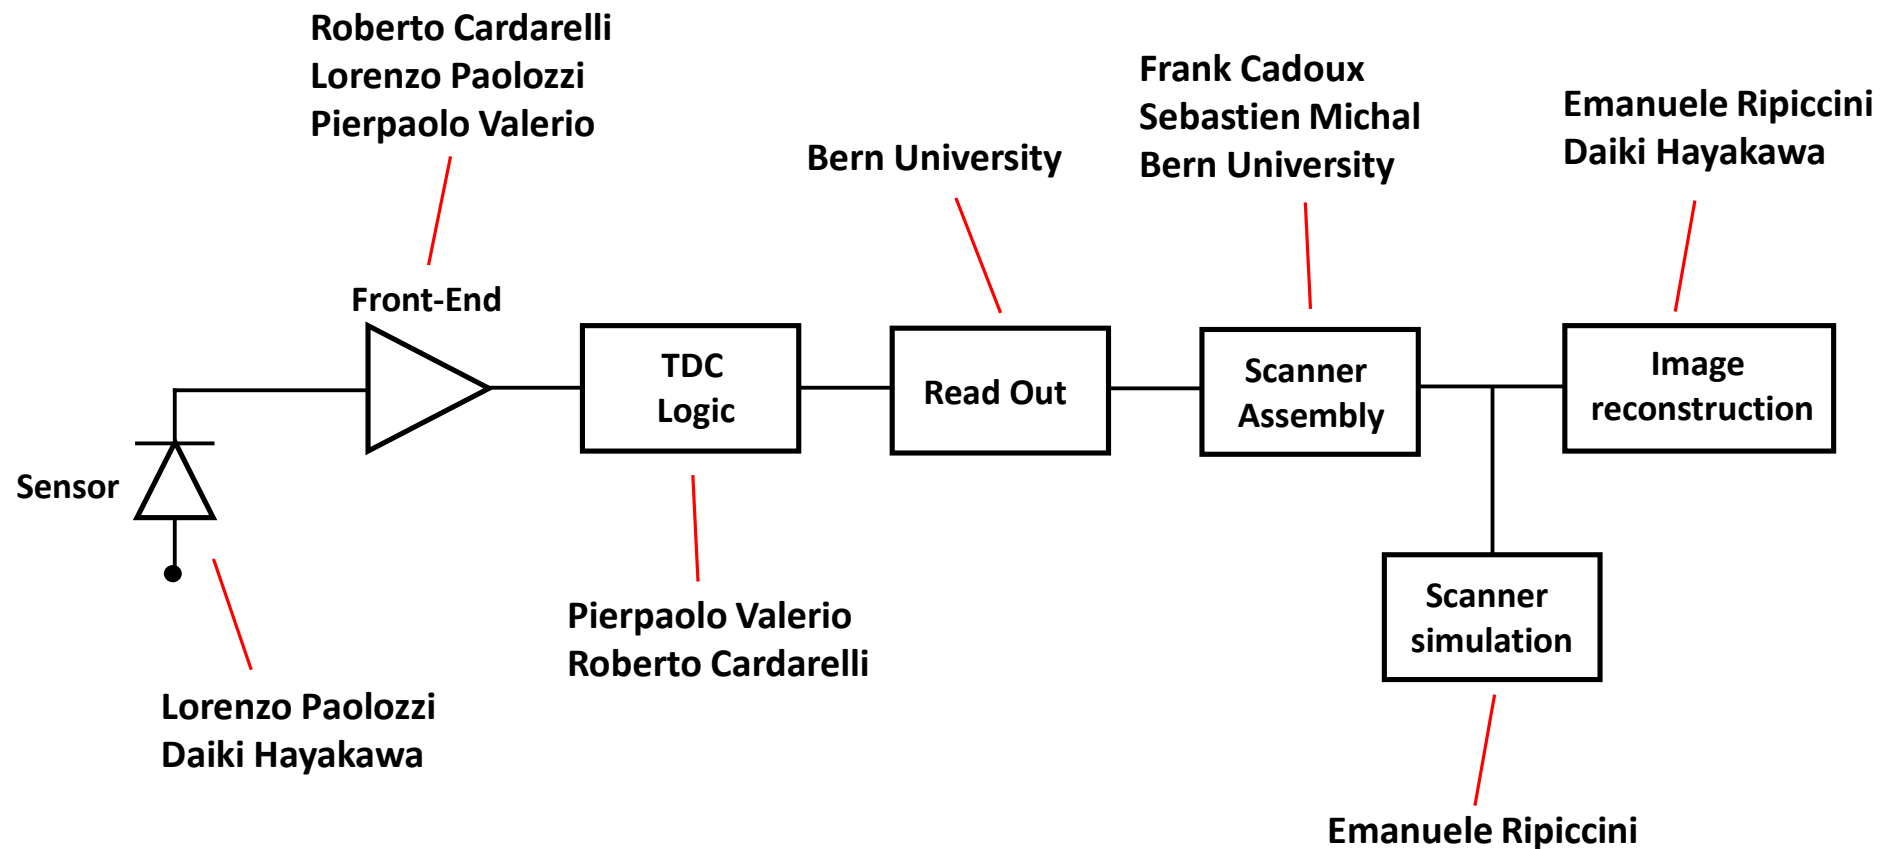 Roberto Cardarelli
Lorenzo Paolozzi
Pierpaolo Valerio
Bern University
Frank Cadoux
Sebastien Michal
Bern University
Emanuele Ripiccini
Daiki Hayakawa
Front-End
TDC
Logic
Read Out
Scanner
Assembly
Image
reconstruction
Sensor
Scanner
simulation
Pierpaolo Valerio
Roberto Cardarelli
Lorenzo Paolozzi
Daiki Hayakawa
Emanuele Ripiccini